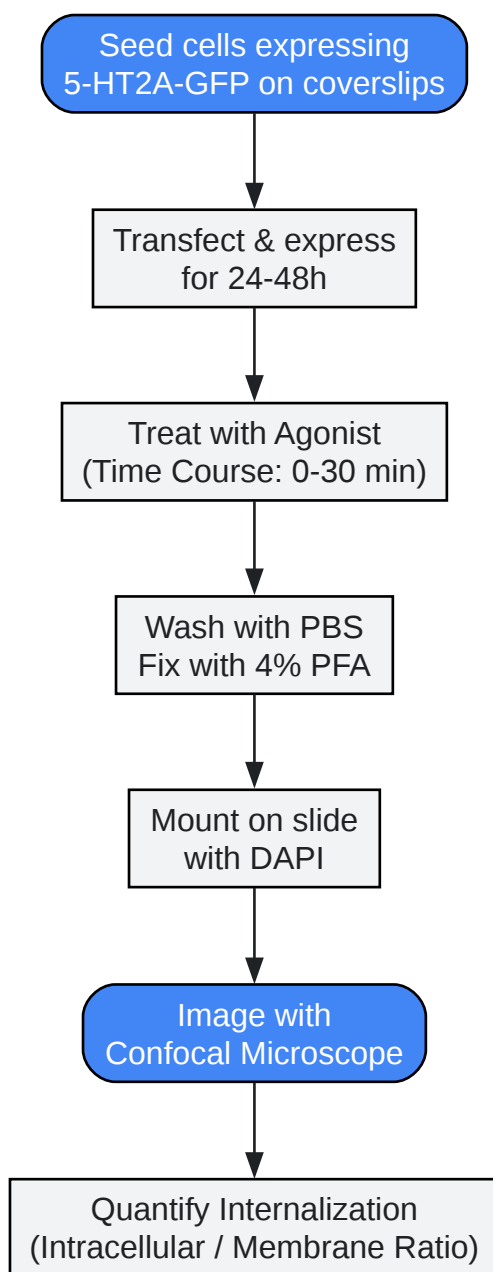 Seed cells expressing
5-HT2A-GFP on coverslips
Transfect & express
for 24-48h
Treat with Agonist
(Time Course: 0-30 min)
Wash with PBS
Fix with 4% PFA
Mount on slide
with DAPI
Image with
Confocal Microscope
Quantify Internalization
(Intracellular / Membrane Ratio)